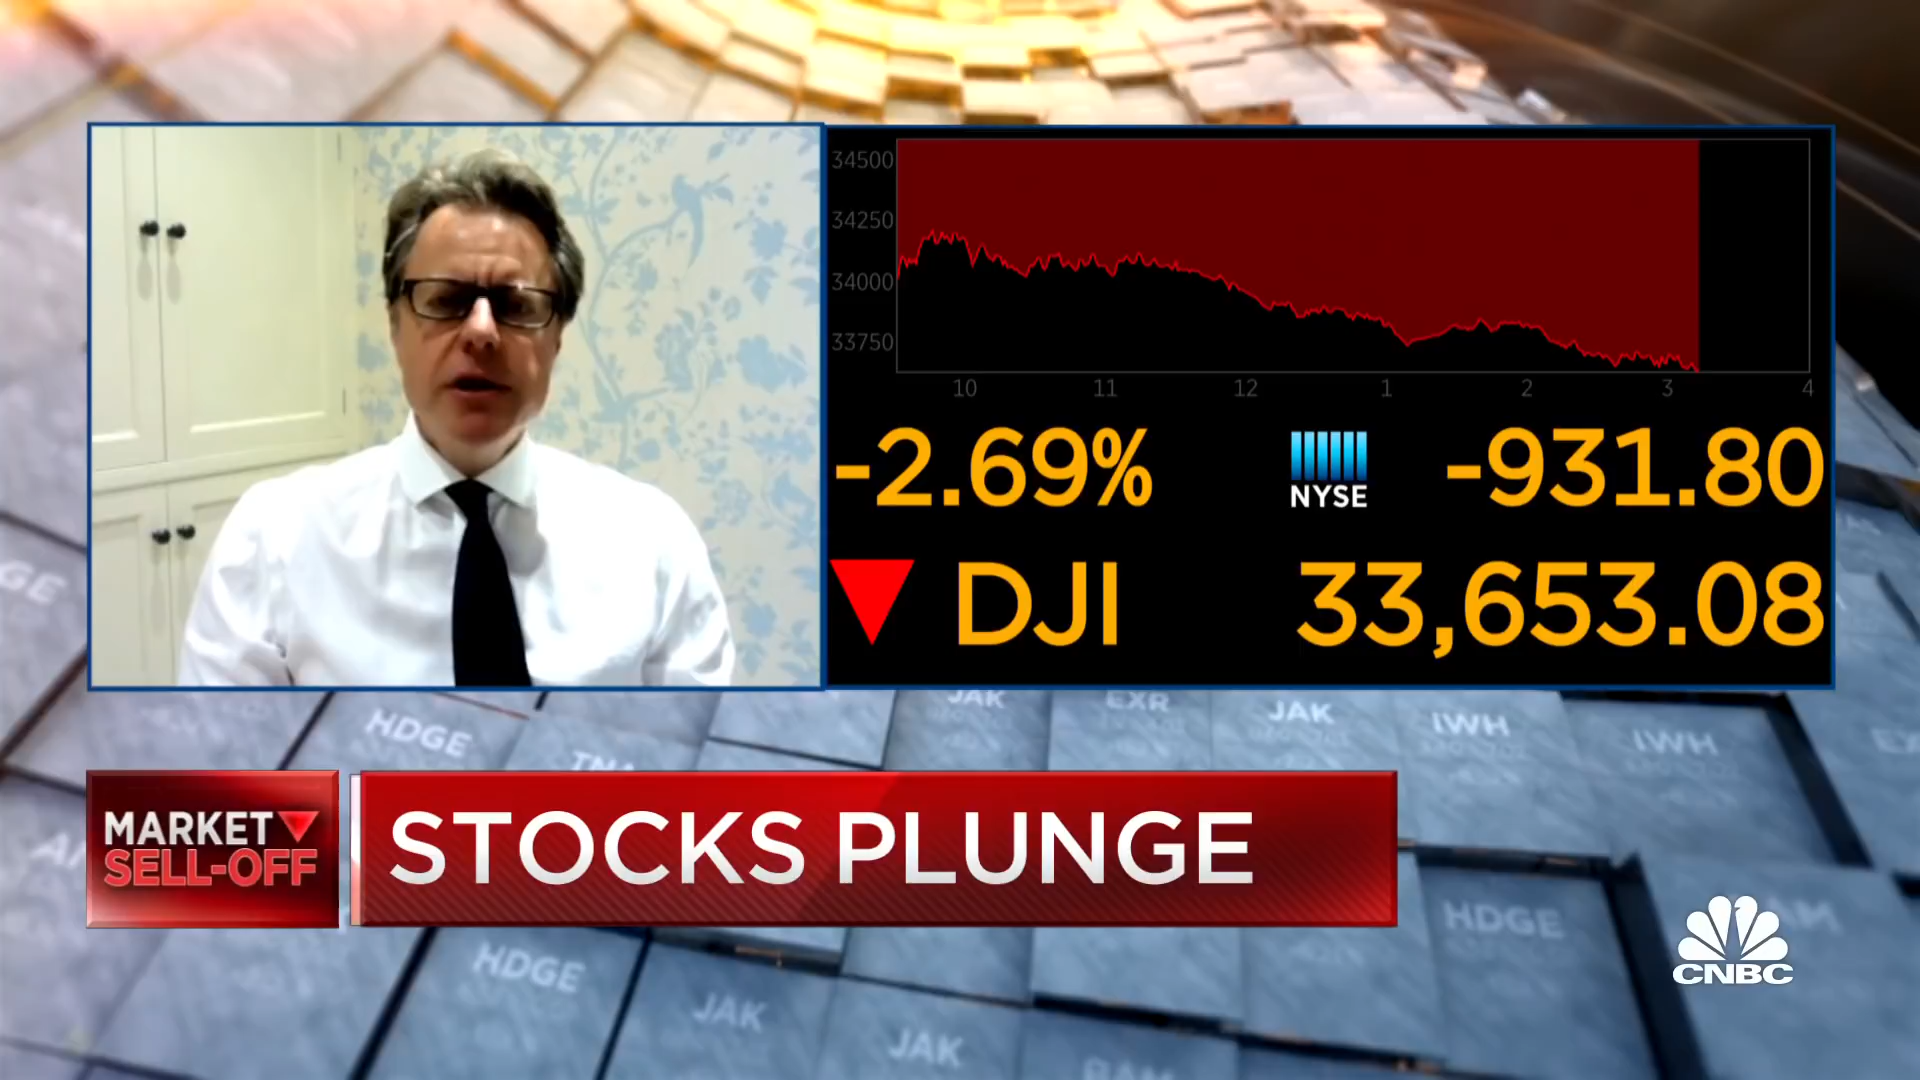 34500
34250
34000
33750
10 11 12 1 2 3 4
-2.69% NYSE -931.80
DJI 33,653.08
JAK EXR JAK IWH IWH
HDGE
MARKET
SELL-OFF
STOCKS PLUNGE
HDGE
HDGE
JAK
JAK
CNBC